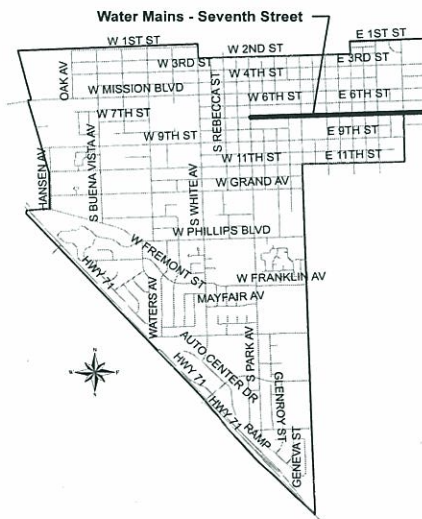 Water Mains - Seventh Street
E 1ST ST
W 1ST ST
W 2ND ST
OAK AV
W 3RD ST
E 3RD ST
S REBECCA ST
W 4TH ST
W MISSION BLVD
W 6TH ST
E 6TH ST
W 7TH ST
S BUENA VISTA AV
W 9TH ST
E 9TH ST
HANSEN AV
W 11TH ST
E 11TH ST
S WHITE AV
W GRAND AV
W PHILLIPS BLVD
W FREMONT ST
HWY 71
W FRANKLIN AV
WATERS AV
MAYFAIR AV
AUTO CENTER DR
S PARK AV
HWY 71
GLENROY ST
HWY 71
RAMP
GENEVA ST
N
W
E
S